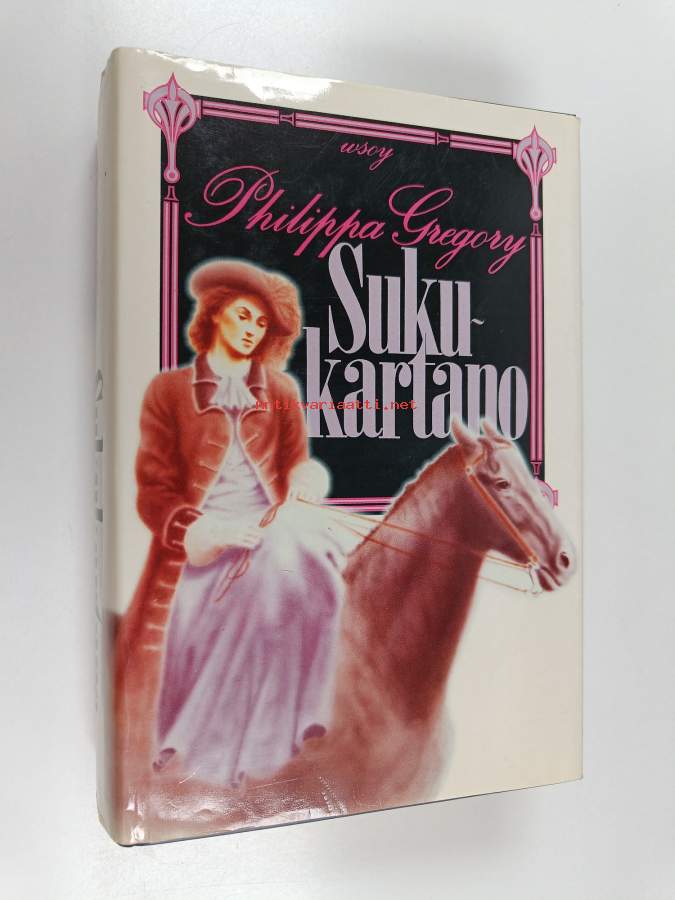 wsoy
Philippa Gregory
Suku-
kartano
antikvariaatti.net